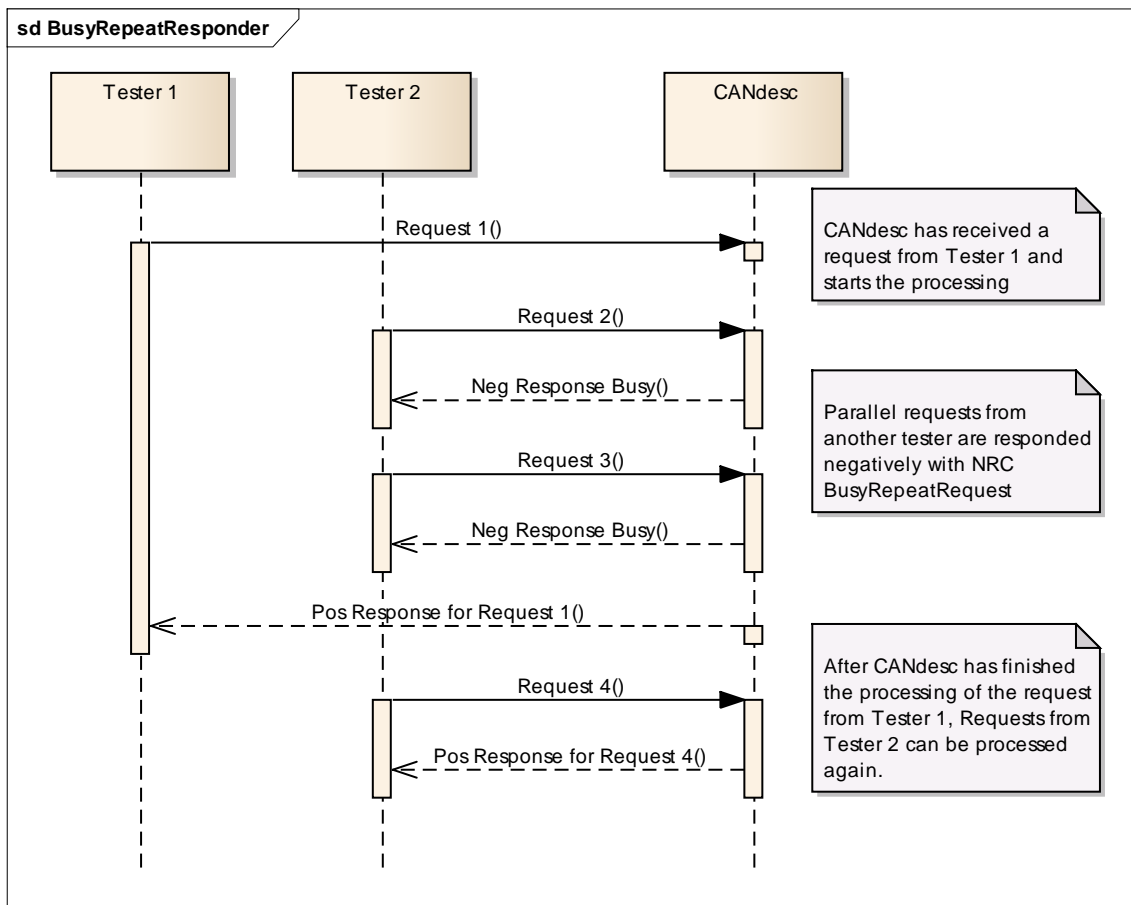 sd BusyRepeatResponder
Tester 1
Tester 2
CANdesc
Request 1()
CANdesc has received a
request from Tester 1 and
starts the processing
Request 2()
Neg Response Busy()
Parallel requests from
another tester are responded
negatively with NRC
BusyRepeatRequest
Request 3()
Neg Response Busy()
Pos Response for Request 1()
After CANdesc has finished
the processing of the request
from Tester 1, Requests from
Tester 2 can be processed
again.
Request 4()
Pos Response for Request 4()